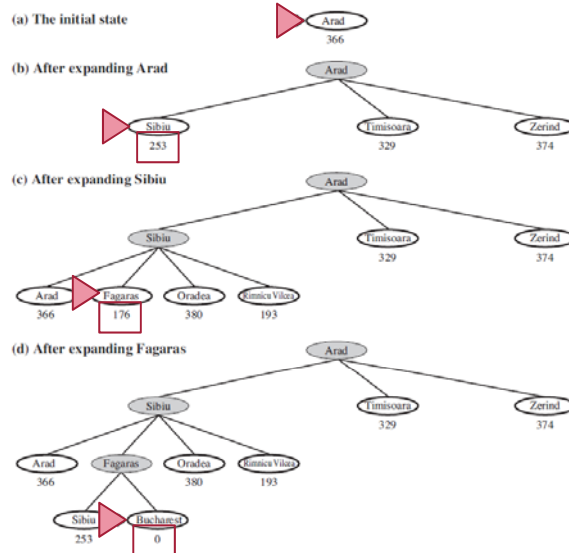 (a) The initial state
Arad
366
(b) After expanding Arad
Arad
Sibiu Timisoara Zerind
253 329 374
(c) After expanding Sibiu
Arad
Sibiu Timisoara Zerind
329 374
Arad Fagaras Oradea Rimnicu Vilcea
366 176 380 193
(d) After expanding Fagaras
Arad
Sibiu Timisoara Zerind
329 374
Arad Fagaras Oradea Rimnicu Vilcea
366 380 193
Sibiu Bucharest
253 0